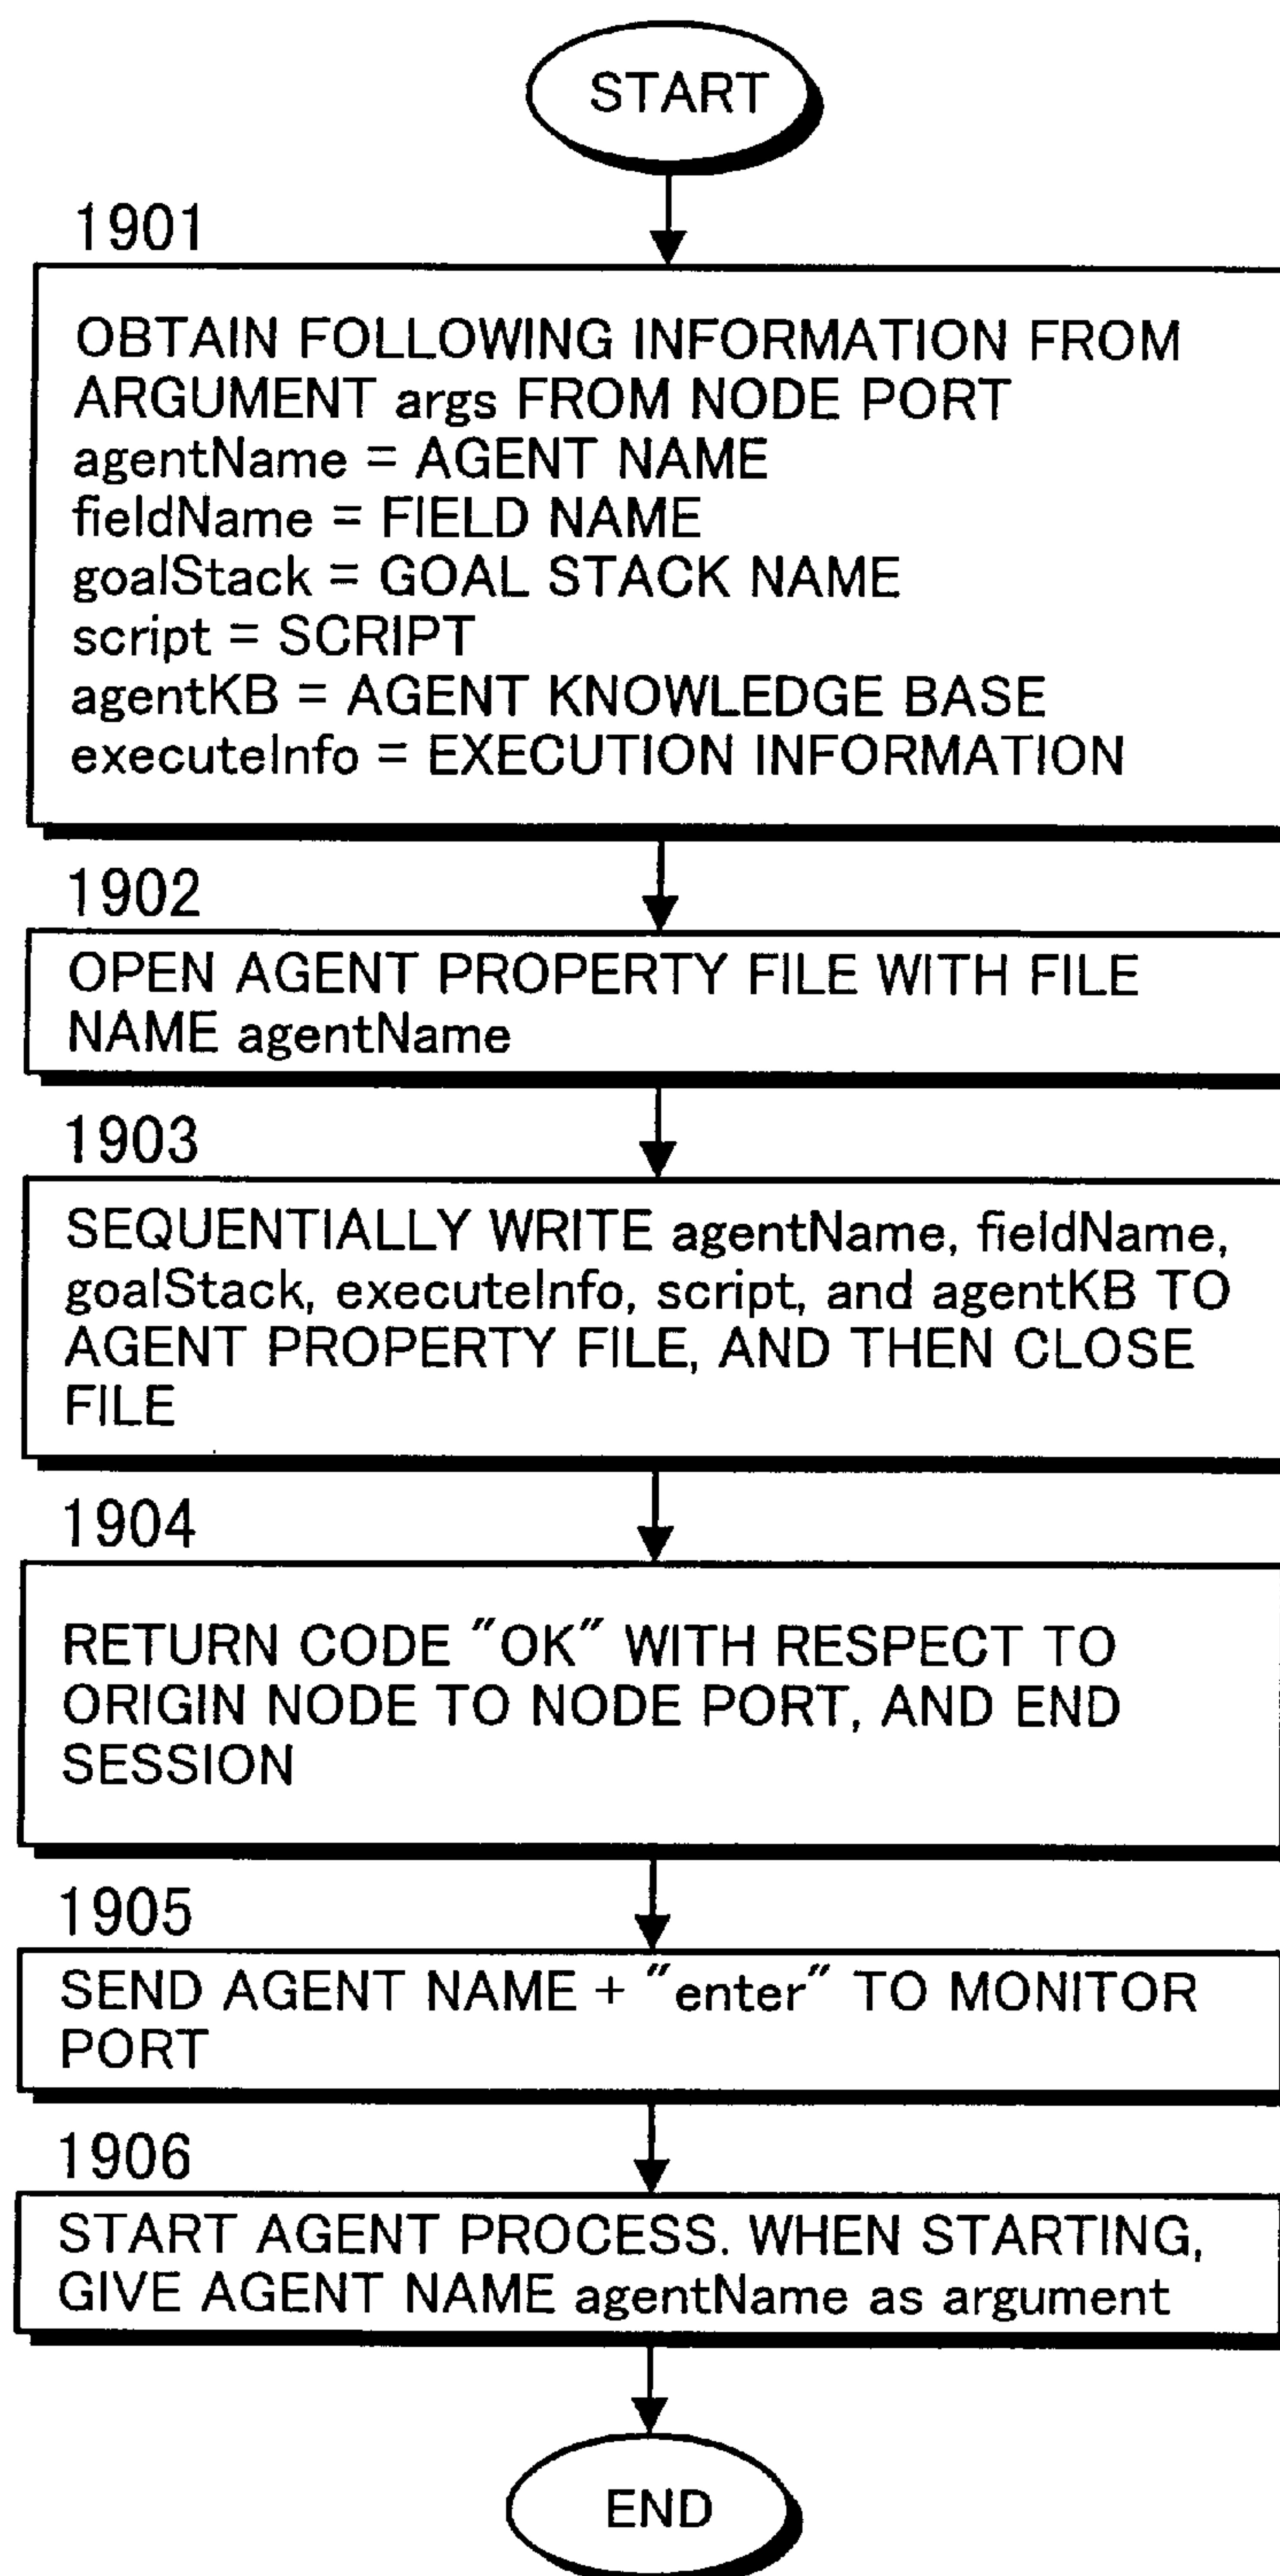 START
1901
OBTAIN FOLLOWING INFORMATION FROM
ARGUMENT args FROM NODE PORT
agentName = AGENT NAME
fieldName = FIELD NAME
goalStack = GOAL STACK NAME
script = SCRIPT
agentKB = AGENT KNOWLEDGE BASE
executeInfo = EXECUTION INFORMATION
1902
OPEN AGENT PROPERTY FILE WITH FILE
NAME agentName
1903
SEQUENTIALLY WRITE agentName, fieldName,
goalStack, executeInfo, script, and agentKB TO
AGENT PROPERTY FILE, AND THEN CLOSE
FILE
1904
RETURN CODE "OK" WITH RESPECT TO
ORIGIN NODE TO NODE PORT, AND END
SESSION
1905
SEND AGENT NAME + "enter" TO MONITOR
PORT
1906
START AGENT PROCESS. WHEN STARTING,
GIVE AGENT NAME agentName as argument
END